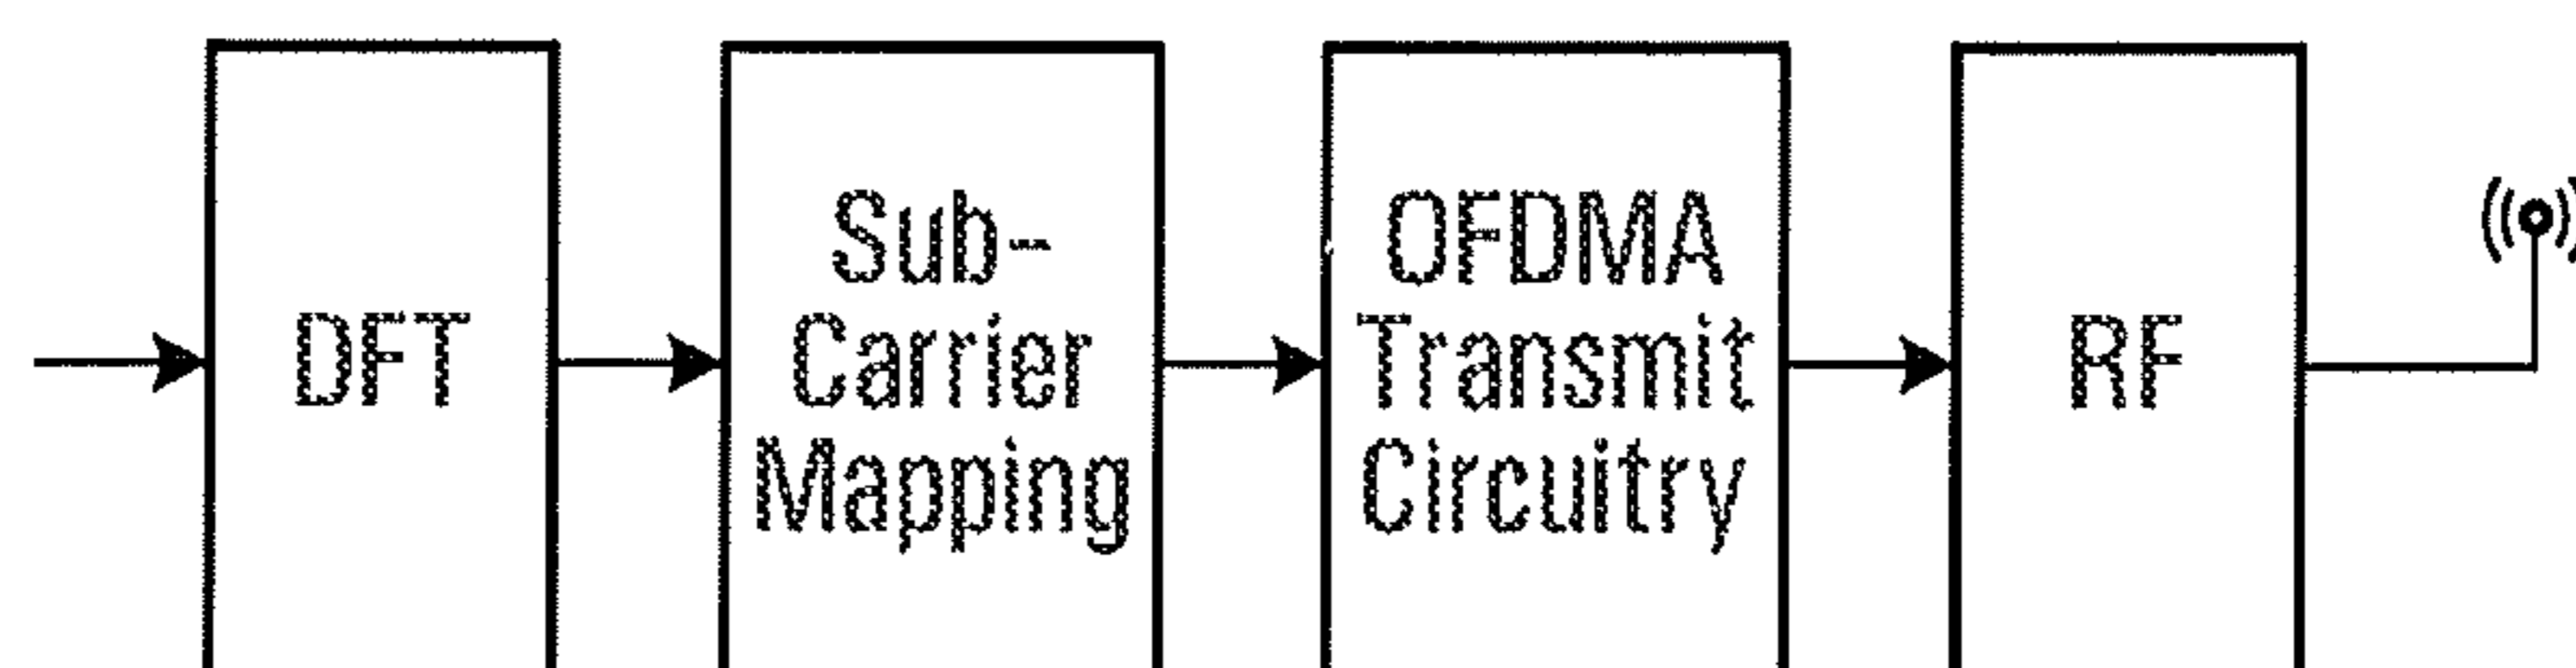 DFT
Sub-
Carrier
Mapping
OFDMA
Transmit
Circuitry
RF